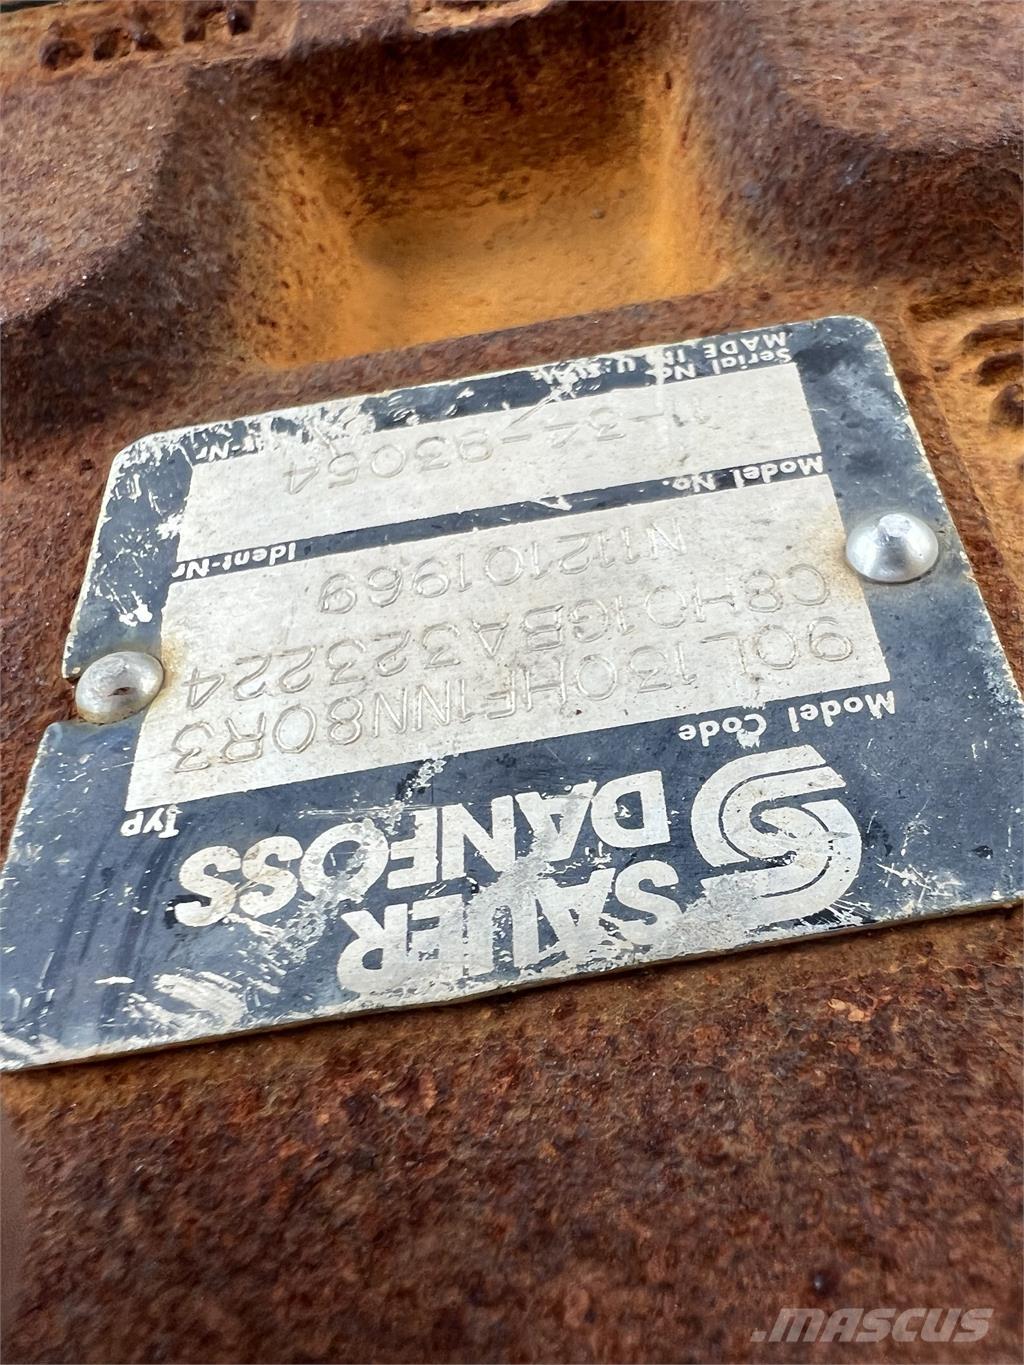 SAUER
DANFOSS
Model Code Typ
90L130HF1NN80R3
C8H01GBA323224
N112101969
Model No. Ident-Nr
11-34-93054
Serial No.
MADE IN U.S.A.
MASCUS